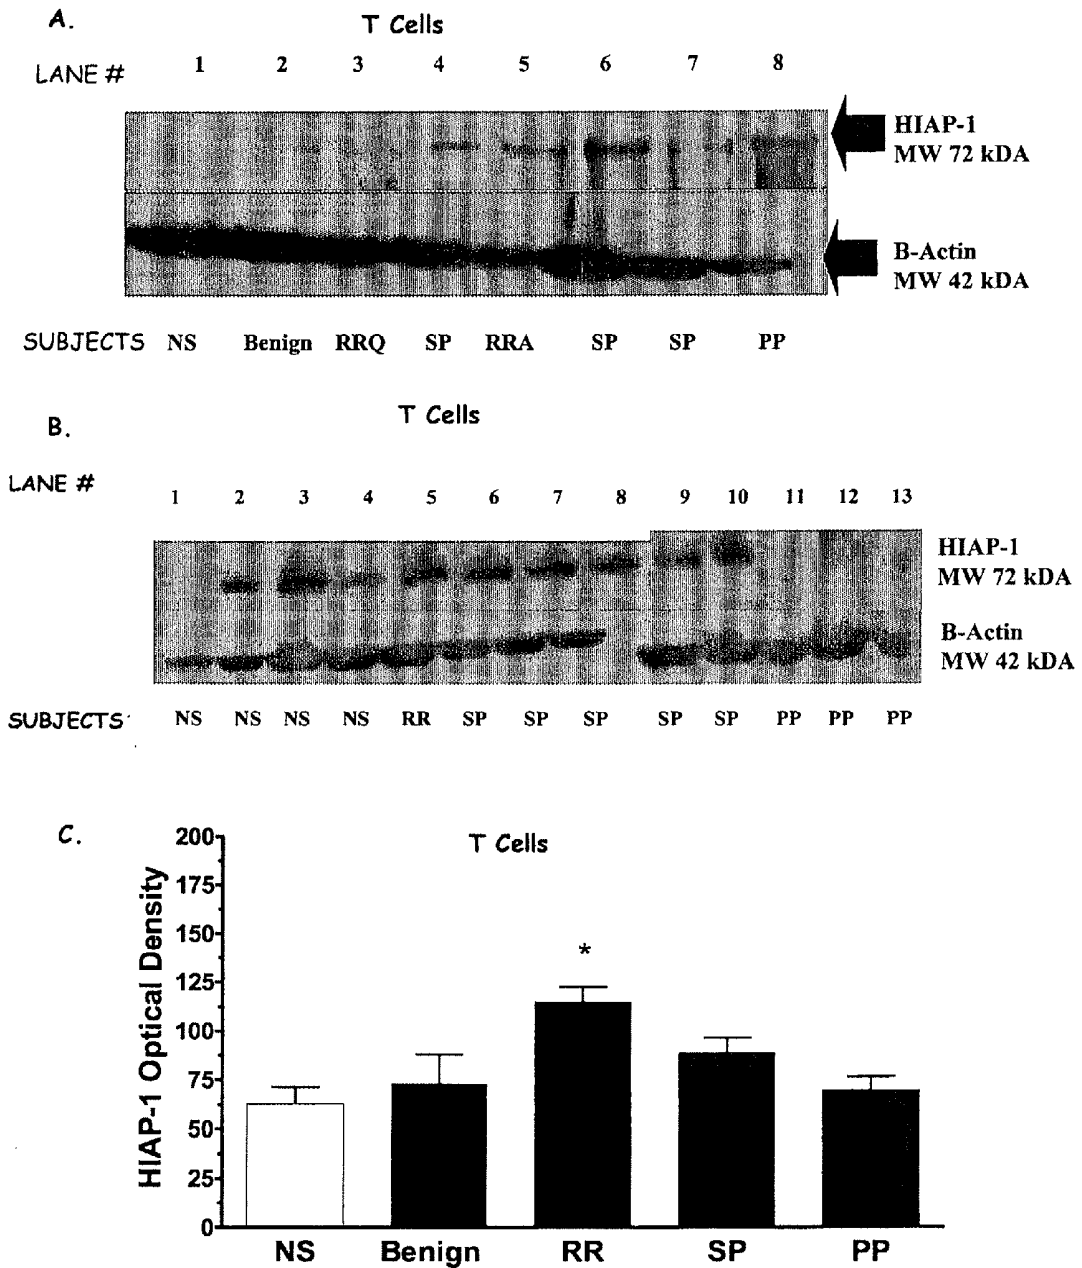 A.
T Cells
LANE # 1 2 3 4 5 6 7 8
HIAP-1
MW 72 kDA
B-Actin
MW 42 kDA
SUBJECTS NS Benign RRQ SP RRA SP SP PP
B.
T Cells
LANE # 1 2 3 4 5 6 7 8 9 10 11 12 13
HIAP-1
MW 72 kDA
B-Actin
MW 42 kDA
SUBJECTS NS NS NS NS RR SP SP SP SP SP PP PP PP
C.
T Cells
HIAP-1 Optical Density
200
175
150
125
100
75
50
25
0
*
NS Benign RR SP PP